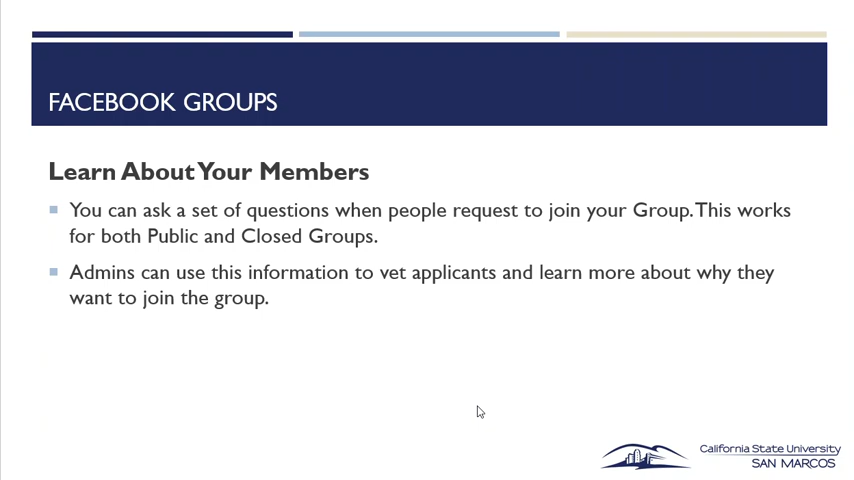 FACEBOOK GROUPS
Learn About Your Members
You can ask a set of questions when people request to join your Group. This works
for both Public and Closed Groups.
Admins can use this information to vet applicants and learn more about why they
want to join the group.
California State University
SAN MARCOS